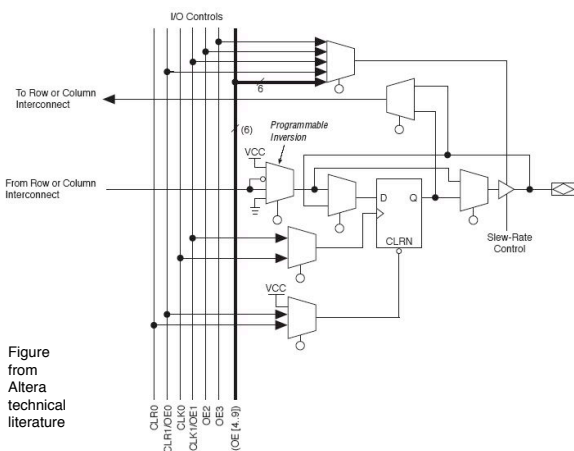 I/O Controls
6
To Row or Column
Interconnect
(6)
Programmable
Inversion
VCC
From Row or Column
Interconnect
D
Q
CLRN
Slew-Rate
Control
VCC
Figure
from
Altera
technical
literature
CLR0
CLR1/OE0
CLK0
CLK1/OE1
OE2
OE3
(OE [4..9])